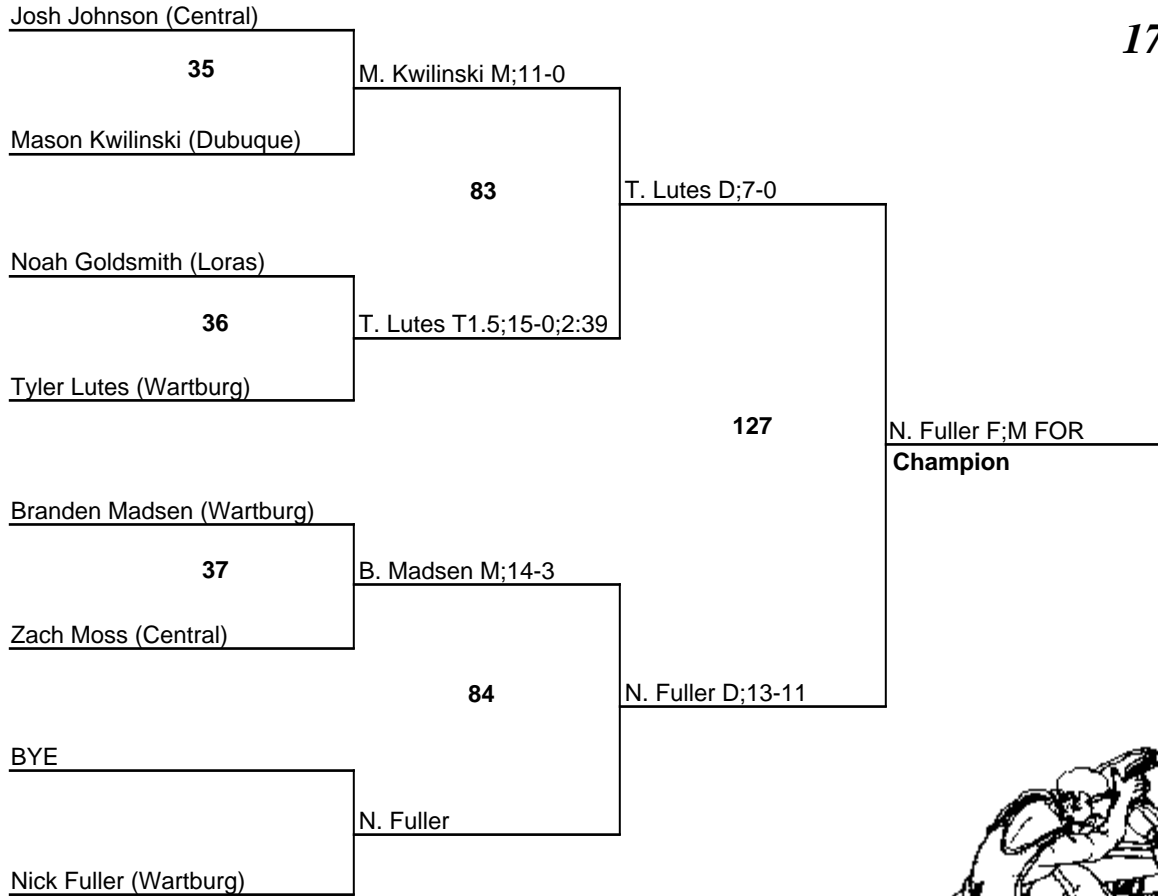 Josh Johnson (Central)
17
35
M. Kwilinski M;11-0
Mason Kwilinski (Dubuque)
83
T. Lutes D;7-0
Noah Goldsmith (Loras)
36
T. Lutes T1.5;15-0;2:39
Tyler Lutes (Wartburg)
127
N. Fuller F;M FOR
Champion
Branden Madsen (Wartburg)
37
B. Madsen M;14-3
Zach Moss (Central)
84
N. Fuller D;13-11
BYE
N. Fuller
Nick Fuller (Wartburg)